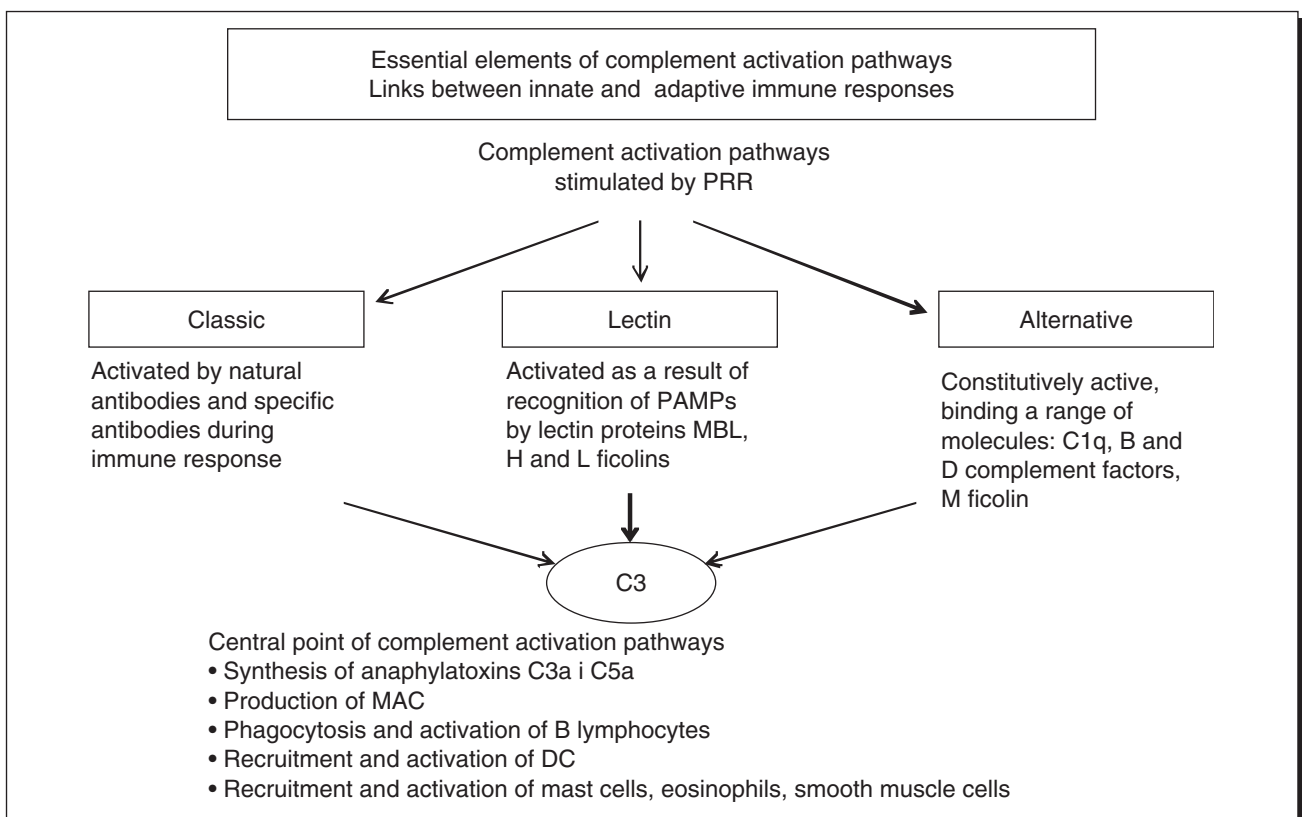 Essential elements of complement activation pathways
Links between innate and adaptive immune responses
Complement activation pathways
stimulated by PRR
Classic
Activated by natural
antibodies and specific
antibodies during
immune response
Lectin
Activated as a result of
recognition of PAMPs
by lectin proteins MBL,
H and L ficolins
Alternative
Constitutively active,
binding a range of
molecules: C1q, B and
D complement factors,
M ficolin
C3
Central point of complement activation pathways
• Synthesis of anaphylatoxins C3a i C5a
• Production of MAC
• Phagocytosis and activation of B lymphocytes
• Recruitment and activation of DC
• Recruitment and activation of mast cells, eosinophils, smooth muscle cells